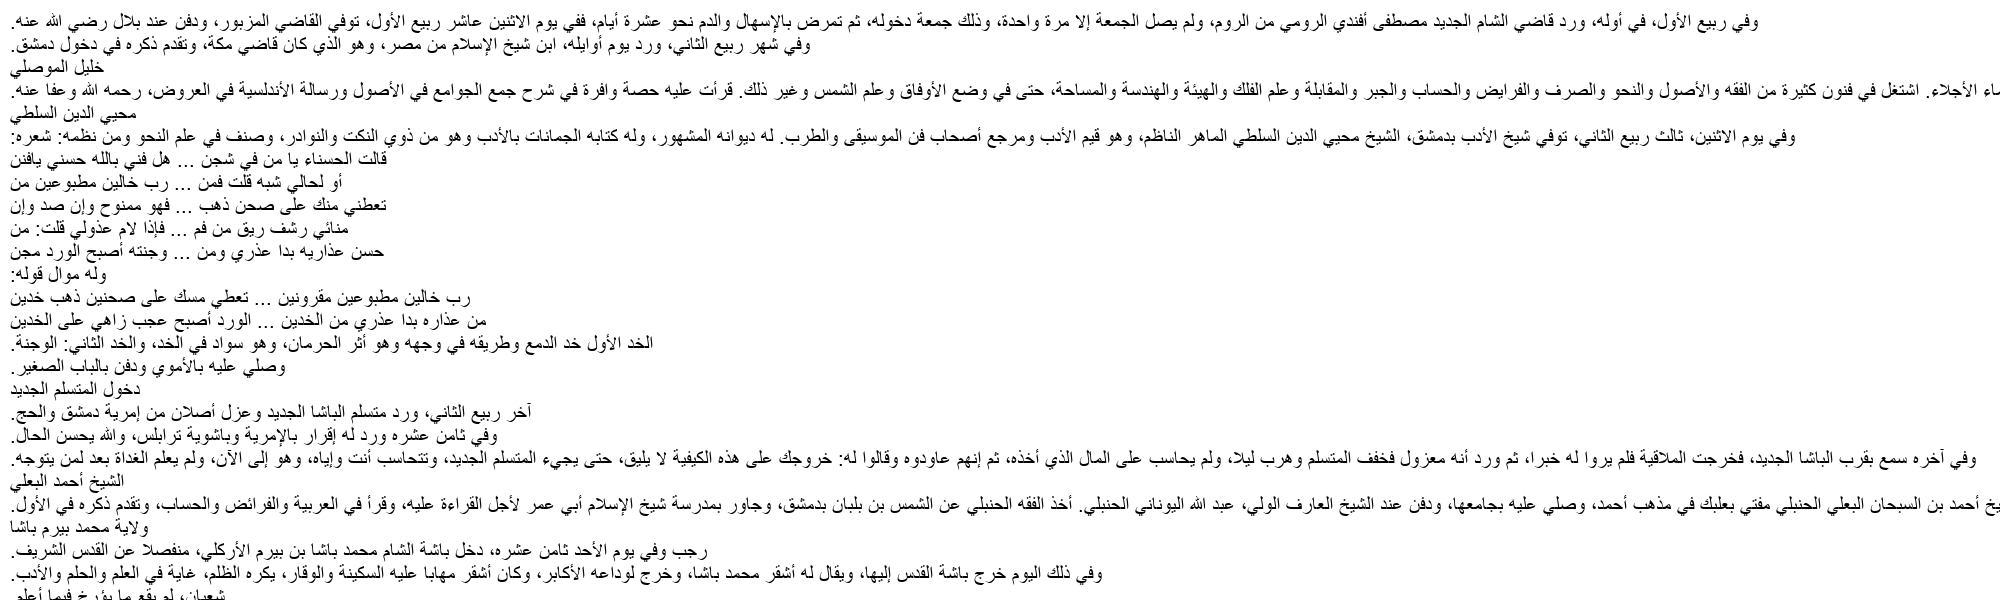 وفي ربيع الأول، في أوله، ورد قاضي الشام الجديد مصطفى أفندي الرومي من الروم، ولم يصل الجمعة إلا مرة واحدة، وذلك جمعة دخوله، ثم تمرض بالإسهال والدم نحو عشرة أيام، ففي يوم الاثنين عاشر ربيع الأول، توفي القاضي المزبور، ودفن عند بلال رضي الله عنه.
وفي شهر ربيع الثاني، ورد يوم أوايله، ابن شيخ الإسلام من مصر، وهو الذي كان قاضي مكة، وتقدم ذكره في دخول دمشق.
خليل الموصلي
الأجلاء. اشتغل في فنون كثيرة من الفقه والأصول والنحو والصرف والفرايض والحساب والجبر والمقابلة وعلم الفلك والهيئة والهندسة والمساحة، حتى في وضع الأوفاق وعلم الشمس وغير ذلك. قرأت عليه حصة وافرة في شرح جمع الجوامع في الأصول ورسالة الأندلسية في العروض، رحمه الله وعفا عنه.
محيي الدين السلطي
وفي يوم الاثنين، ثالث ربيع الثاني، توفي شيخ الأدب بدمشق، الشيخ محيي الدين السلطي الماهر الناظم، وهو قيم الأدب ومرجع أصحاب فن الموسيقى والطرب. له ديوانه المشهور، وله كتابه الجمانات بالأدب وهو من ذوي النكت والنوادر، وصنف في علم النحو ومن نظمه: شعره:
قالت الحسناء يا من في شجن ... هل فني بالله حسني يافتن
أو لحالي شبه قلت فمن ... رب خالين مطبوعين من
تعطني منك على صحن ذهب ... فهو ممنوح وإن صد وإن
منائي رشف ريق من فم ... فإذا لام عذولي قلت: من
حسن عذاريه بدا عذري ومن ... وجنته أصبح الورد مجن
وله موال قوله:
رب خالين مطبوعين مقرونين ... تعطي مسك على صحنين ذهب خدين
من عذاره بدا عذري من الخدين ... الورد أصبح عجب زاهي على الخدين
الخد الأول خد الدمع وطريقه في وجهه وهو أثر الحرمان، وهو سواد في الخد، والخد الثاني: الوجنة.
وصلي عليه بالأموي ودفن بالباب الصغير.
دخول المتسلم الجديد
آخر ربيع الثاني، ورد متسلم الباشا الجديد وعزل أصلان من إمرية دمشق والحج.
وفي ثامن عشره ورد له إقرار بالإمرية وباشوية ترابلس، والله يحسن الحال.
وفي آخره سمع بقرب الباشا الجديد، فخرجت الملاقية فلم يروا له خبرا، ثم ورد أنه معزول فخفف المتسلم وهرب ليلا، ولم يحاسب على المال الذي أخذه، ثم إنهم عاودوه وقالوا له: خروجك على هذه الكيفية لا يليق، حتى يجيء المتسلم الجديد، وتتحاسب أنت وإياه، وهو إلى الآن، ولم يعلم الغداة بعد لمن يتوجه.
الشيخ أحمد البعلي
أحمد بن السبحان البعلي الحنبلي مفتي بعلبك في مذهب أحمد، وصلي عليه بجامعها، ودفن عند الشيخ العارف الولي، عبد الله اليوناني الحنبلي. أخذ الفقه الحنبلي عن الشمس بن بلبان بدمشق، وجاور بمدرسة شيخ الإسلام أبي عمر لأجل القراءة عليه، وقرأ في العربية والفرائض والحساب، وتقدم ذكره في الأول.
ولاية محمد بيرم باشا
رجب وفي يوم الأحد ثامن عشره، دخل باشة الشام محمد باشا بن بيرم الأركلي، منفصلا عن القدس الشريف.
وفي ذلك اليوم خرج باشة القدس إليها، ويقال له أشقر محمد باشا، وخرج لوداعه الأكابر، وكان أشقر مهابا عليه السكينة والوقار، يكره الظلم، غاية في العلم والحلم والأدب.
شعبان، لم يقع ما يؤرخ فيما أعلم.